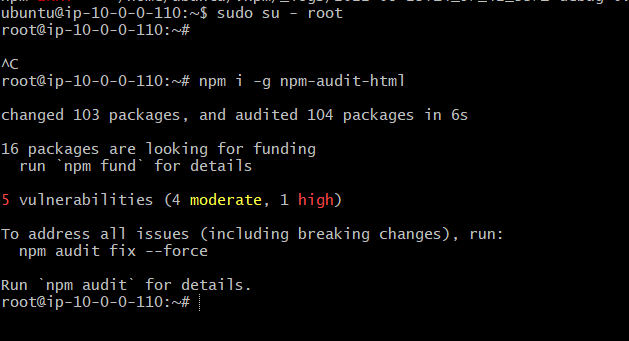 ubuntu@ip-10-0-0-110:~$ sudo su - root
root@ip-10-0-0-110:~#
^C
root@ip-10-0-0-110:~# npm i -g npm-audit-html
changed 103 packages, and audited 104 packages in 6s
16 packages are looking for funding
  run `npm fund` for details
5 vulnerabilities (4 moderate, 1 high)
To address all issues (including breaking changes), run:
  npm audit fix --force
Run `npm audit` for details.
root@ip-10-0-0-110:~#